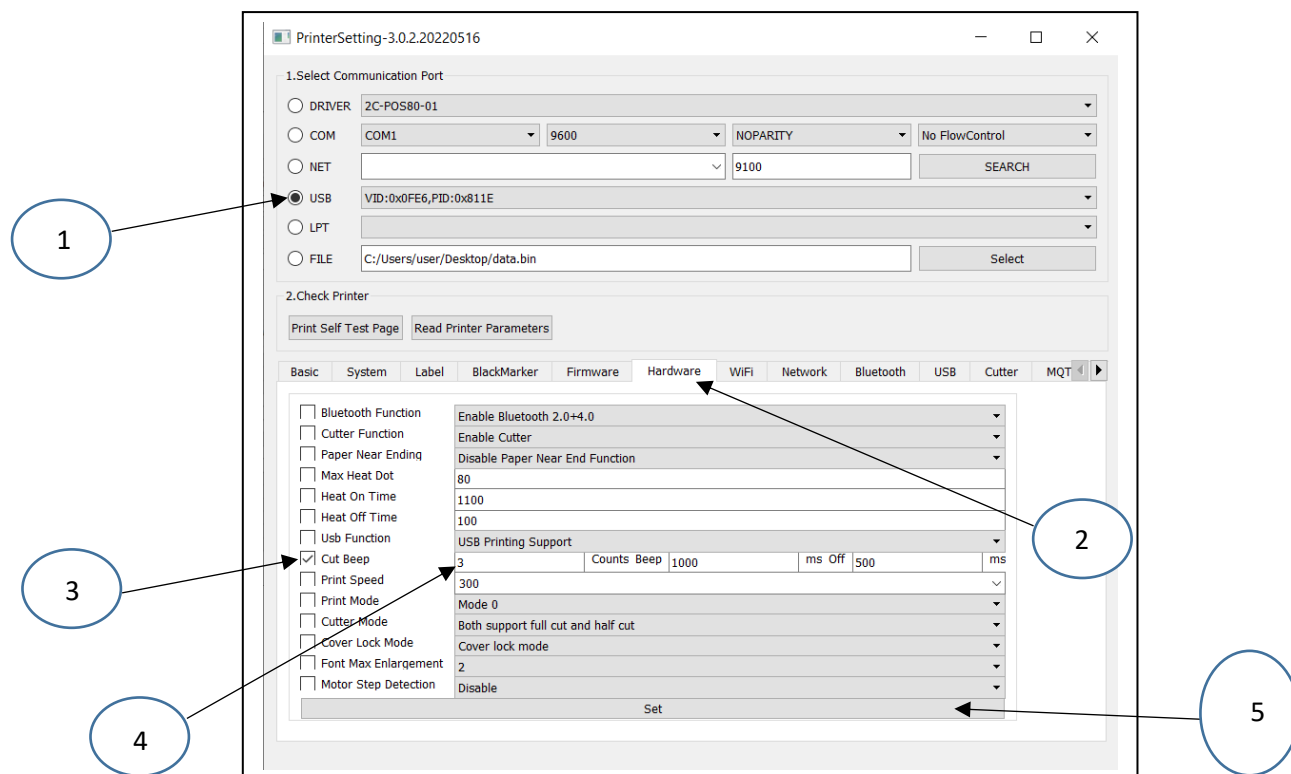 PrinterSetting-3.0.2.20220516
1.Select Communication Port
DRIVER 2C-POS80-01
COM COM1 9600 NOPARITY No FlowControl
NET 9100 SEARCH
USB VID:0x0FE6,PID:0x811E
1
LPT
FILE C:/Users/user/Desktop/data.bin Select
2.Check Printer
Print Self Test Page Read Printer Parameters
Basic System Label BlackMarker Firmware Hardware WiFi Network Bluetooth USB Cutter MQT
Bluetooth Function Enable Bluetooth 2.0+4.0
Cutter Function Enable Cutter
Paper Near Ending Disable Paper Near End Function
Max Heat Dot 80
Heat On Time 1100
Heat Off Time 100
Usb Function USB Printing Support
2
Cut Beep 3 Counts Beep 1000 ms Off 500 ms
3
Print Speed 300
Print Mode Mode 0
Cutter Mode Both support full cut and half cut
Cover Lock Mode Cover lock mode
Font Max Enlargement 2
Motor Step Detection Disable
Set
5
4